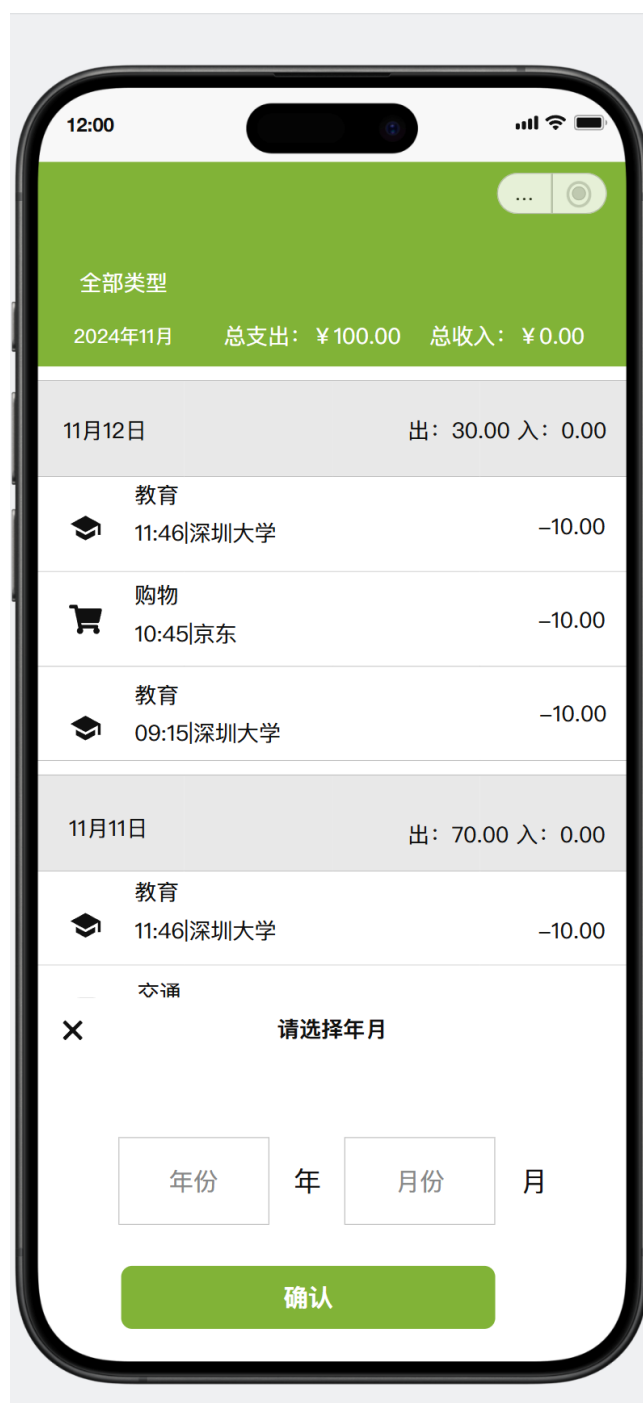 12:00
...
全部类型
2024年11月 总支出：￥100.00 总收入：￥0.00
11月12日 出：30.00 入：0.00
教育
11:46|深圳大学 –10.00
购物
10:45|京东 –10.00
教育
09:15|深圳大学 –10.00
11月11日 出：70.00 入：0.00
教育
11:46|深圳大学 –10.00
交通
请选择年月
年份 年 月份 月
确认